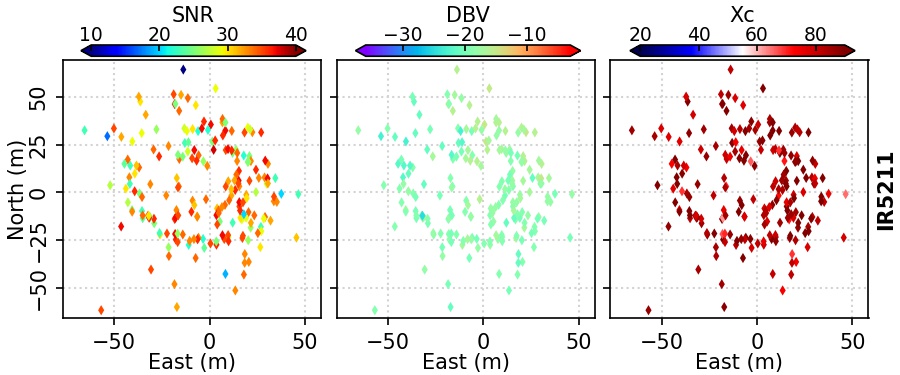 SNR DBV Xc
10 20 30 40 −30 −20 −10 20 40 60 80
50
25
0
−25
−50
North (m)
−50 0 50 −50 0 50 −50 0 50
East (m) East (m) East (m)
IR5211